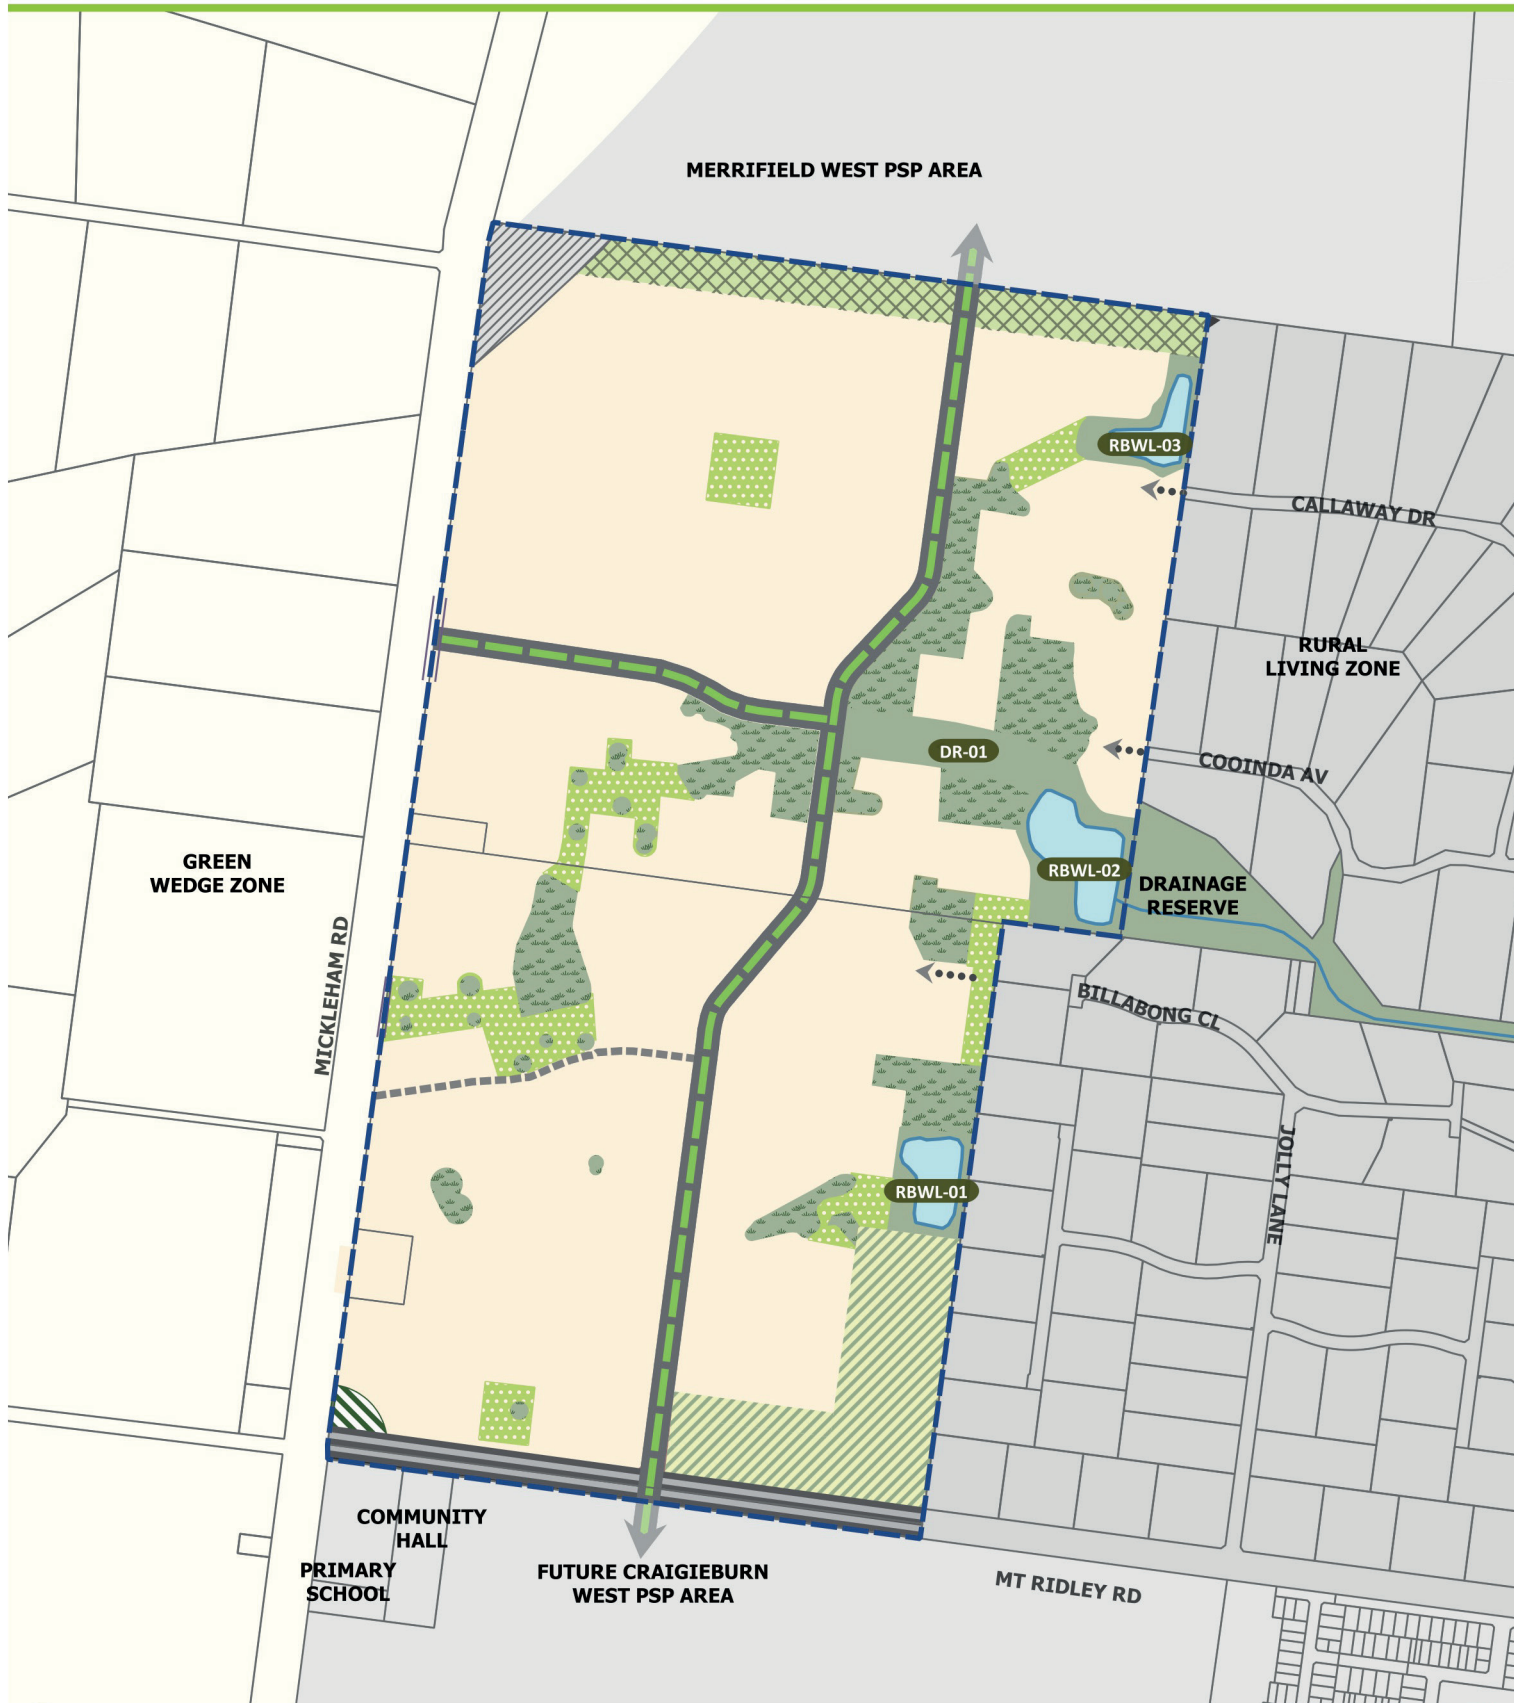 MERRIFIELD WEST PSP AREA
RBWL-03
CALLAWAY DR
RURAL
LIVING ZONE
DR-01
COOINDA AV
GREEN
WEDGE ZONE
RBWL-02
DRAINAGE
RESERVE
MICKLEHAM RD
BILLABONG CL
JOLLY LANE
RBWL-01
COMMUNITY
HALL
PRIMARY
SCHOOL
FUTURE CRAIGIEBURN
WEST PSP AREA
MT RIDLEY RD